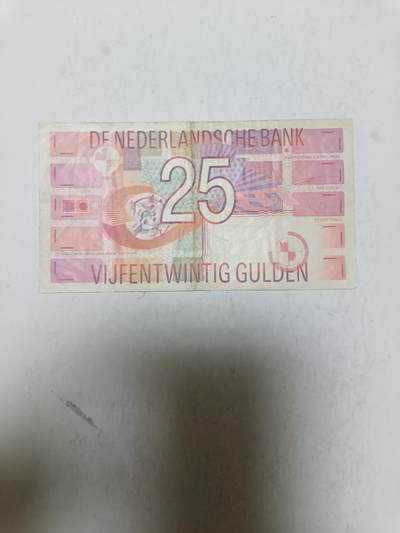 DE NEDERLANDSCHE BANK
25
VIJFENTWINTIG GULDEN